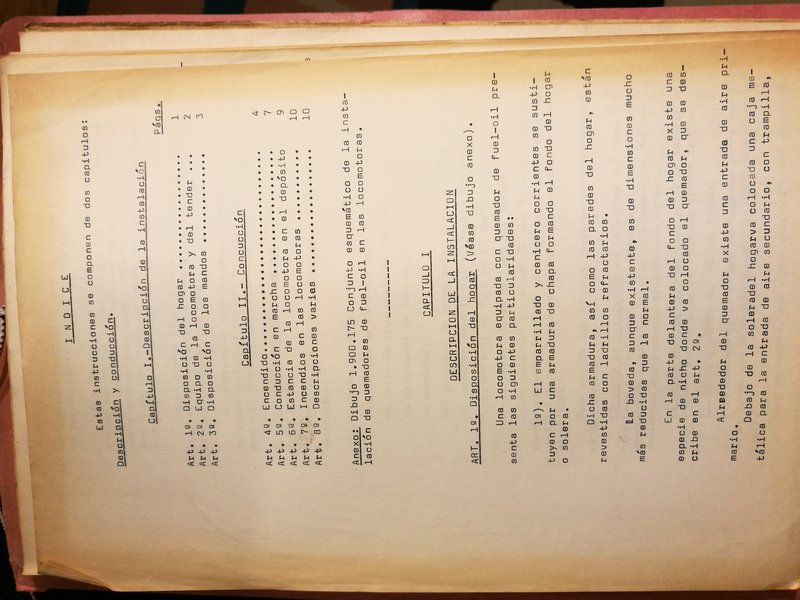 I N D I C E
Estas instrucciones se componen de dos capitulos:
Descripción y conducción.
Capítulo I.-Descripción de la instalación
Págs.
Art. 1º. Disposición del hogar .................. 1
Art. 2º. Equipo de la locomotora y del tender ... 2
Art. 3º. Disposición de los mandos .............. 3
Capítulo II.- Concucción
Art. 4º. Encendido............................... 4
Art. 5º. Conducción en marcha ................... 7
Art. 6º. Estancia de la locomotora en el depósito 9
Art. 7º. Incendios en las locomotoras ........... 10
Art. 8º. Descripciones varies ................... 10
Anexo: Dibujo 1.900.175 Conjunto esquemático de la insta-
lación de quemadores de fuel-oil en las locomotoras.
----------
CAPITULO I
DESCRIPCION DE LA INSTALACION
ART. 1º. Disposición del hogar (Véase dibujo anexo).
Una locomotora equipada con quemador de fuel-oil pre-
senta las siguientes particularidades:
1º). El emparrillado y cenicero corrientes se susti-
tuyen por una armadura de chapa formando el fondo del hogar
o solera.
Dicha armadura, así como las paredes del hogar, están
revestidas con ladrillos refractarios.
La boveda, aunque existente, es de dimensiones mucho
más reducidas que la normal.
En la parte delantera del fondo del hogar existe una
especie de nicho donde va colocado el quemador, que se des-
cribe en el art. 2º.
Alrededor del quemador existe una entrade de aire pri-
mario.
Debajo de la soleradel hogarva colocada una caja me-
tálica para la entrada de aire secundario, con trampilla,